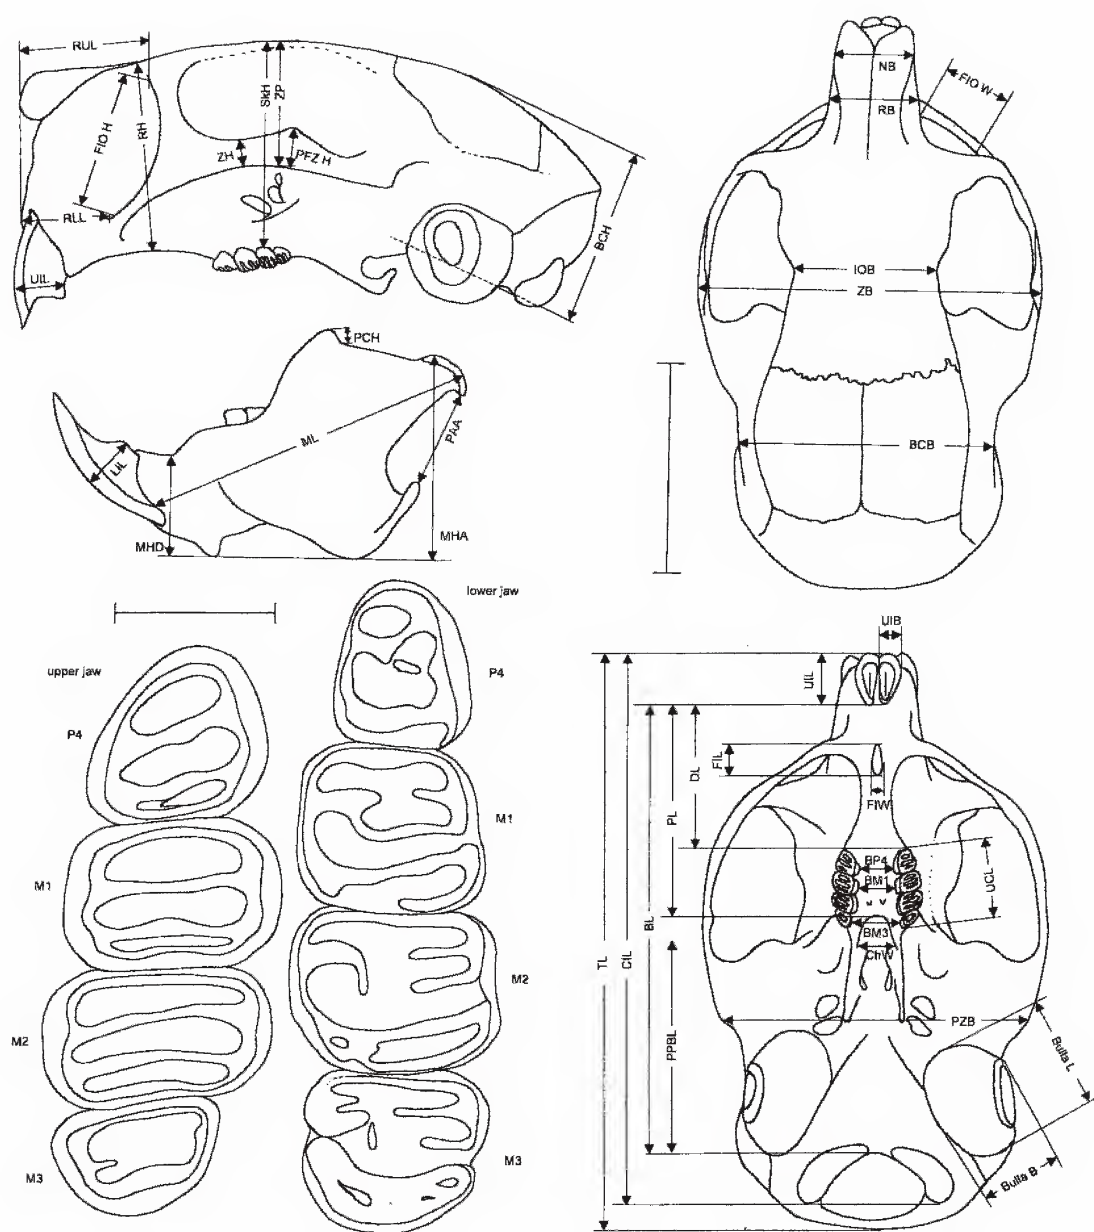 RUL
FIO H
RH
SkH
ZP
ZH
PFZ H
RLL
UIL
BCH
NB
FIO W
RB
IOB
ZB
BCB
PCH
ML
LIL
PAA
MHD
MHA
upper jaw
P4
M1
M2
M3
lower jaw
P4
M1
M2
M3
UIB
UIL
FIL
DL
FIW
PL
BP4
BM1
UCL
BM3
ChW
BL
TL
CIL
PPBL
PZB
Bulla L
Bulla B